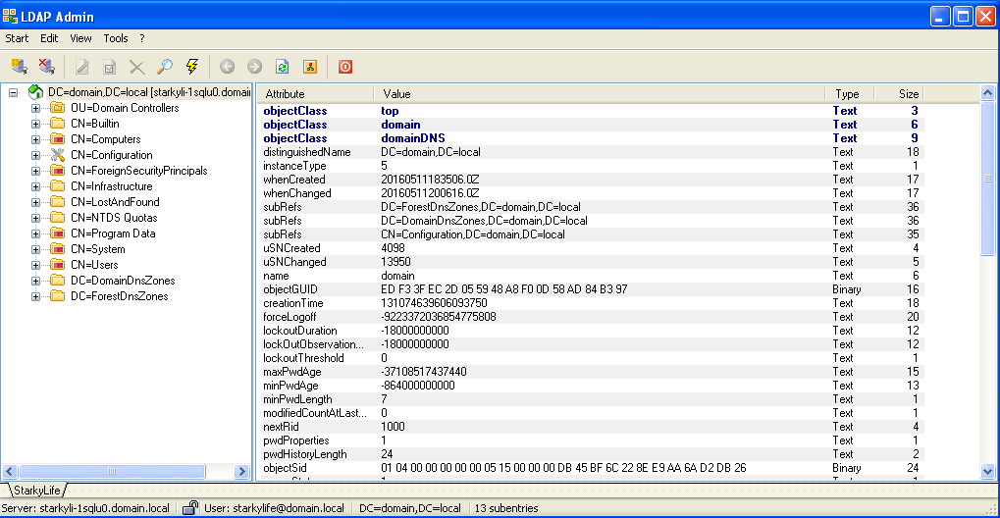 LDAP Admin
Start Edit View Tools ?
DC=domain,DC=local [starkyli-1sqlu0.domain
OU=Domain Controllers
CN=Builtin
CN=Computers
CN=Configuration
CN=ForeignSecurityPrincipals
CN=Infrastructure
CN=LostAndFound
CN=NTDS Quotas
CN=Program Data
CN=System
CN=Users
DC=DomainDnsZones
DC=ForestDnsZones
Attribute Value Type Size
objectClass top Text 3
objectClass domain Text 6
objectClass domainDNS Text 9
distinguishedName DC=domain,DC=local Text 18
instanceType 5 Text 1
whenCreated 20160511183506.0Z Text 17
whenChanged 20160511200616.0Z Text 17
subRefs DC=ForestDnsZones,DC=domain,DC=local Text 36
subRefs DC=DomainDnsZones,DC=domain,DC=local Text 36
subRefs CN=Configuration,DC=domain,DC=local Text 35
uSNCreated 4098 Text 4
uSNChanged 13950 Text 5
name domain Text 6
objectGUID ED F3 3F EC 2D 05 59 48 A8 F0 0D 58 AD 84 B3 97 Binary 16
creationTime 131074639606093750 Text 18
forceLogoff -9223372036854775808 Text 20
lockoutDuration -18000000000 Text 12
lockOutObservation... -18000000000 Text 12
lockoutThreshold 0 Text 1
maxPwdAge -37108517437440 Text 15
minPwdAge -864000000000 Text 13
minPwdLength 7 Text 1
modifiedCountAtLast... 0 Text 1
nextRid 1000 Text 4
pwdProperties 1 Text 1
pwdHistoryLength 24 Text 2
objectSid 01 04 00 00 00 00 00 05 15 00 00 00 DB 45 BF 6C 22 8E E9 AA 6A D2 DB 26 Binary 24
StarkyLife
Server: starkyli-1sqlu0.domain.local User: starkylife@domain.local DC=domain,DC=local 13 subentries